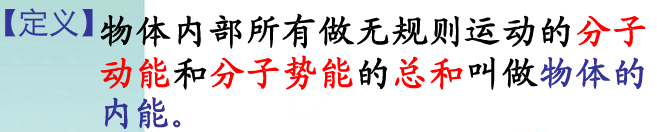 【定义】物体内部所有做无规则运动的分子
动能和分子势能的总和叫做物体的
内能。